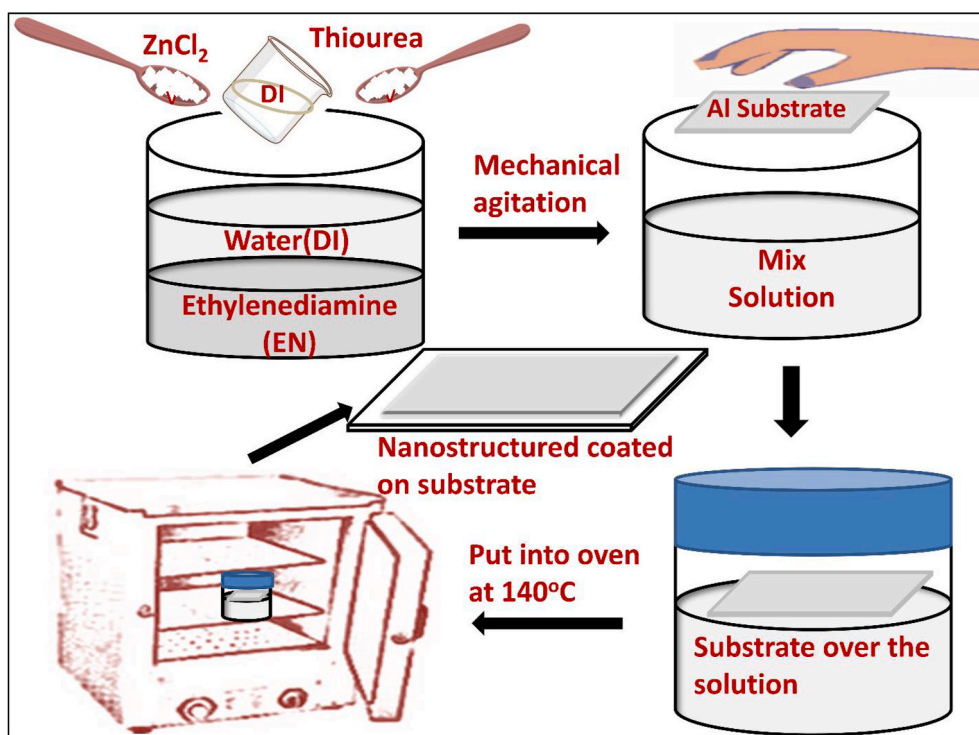 ZnCl₂
Thiourea
DI
Water(DI)
Ethylenediamine
(EN)
Mechanical
agitation
Al Substrate
Mix
Solution
Substrate over the
solution
Put into oven
at 140°C
Nanostructured coated
on substrate